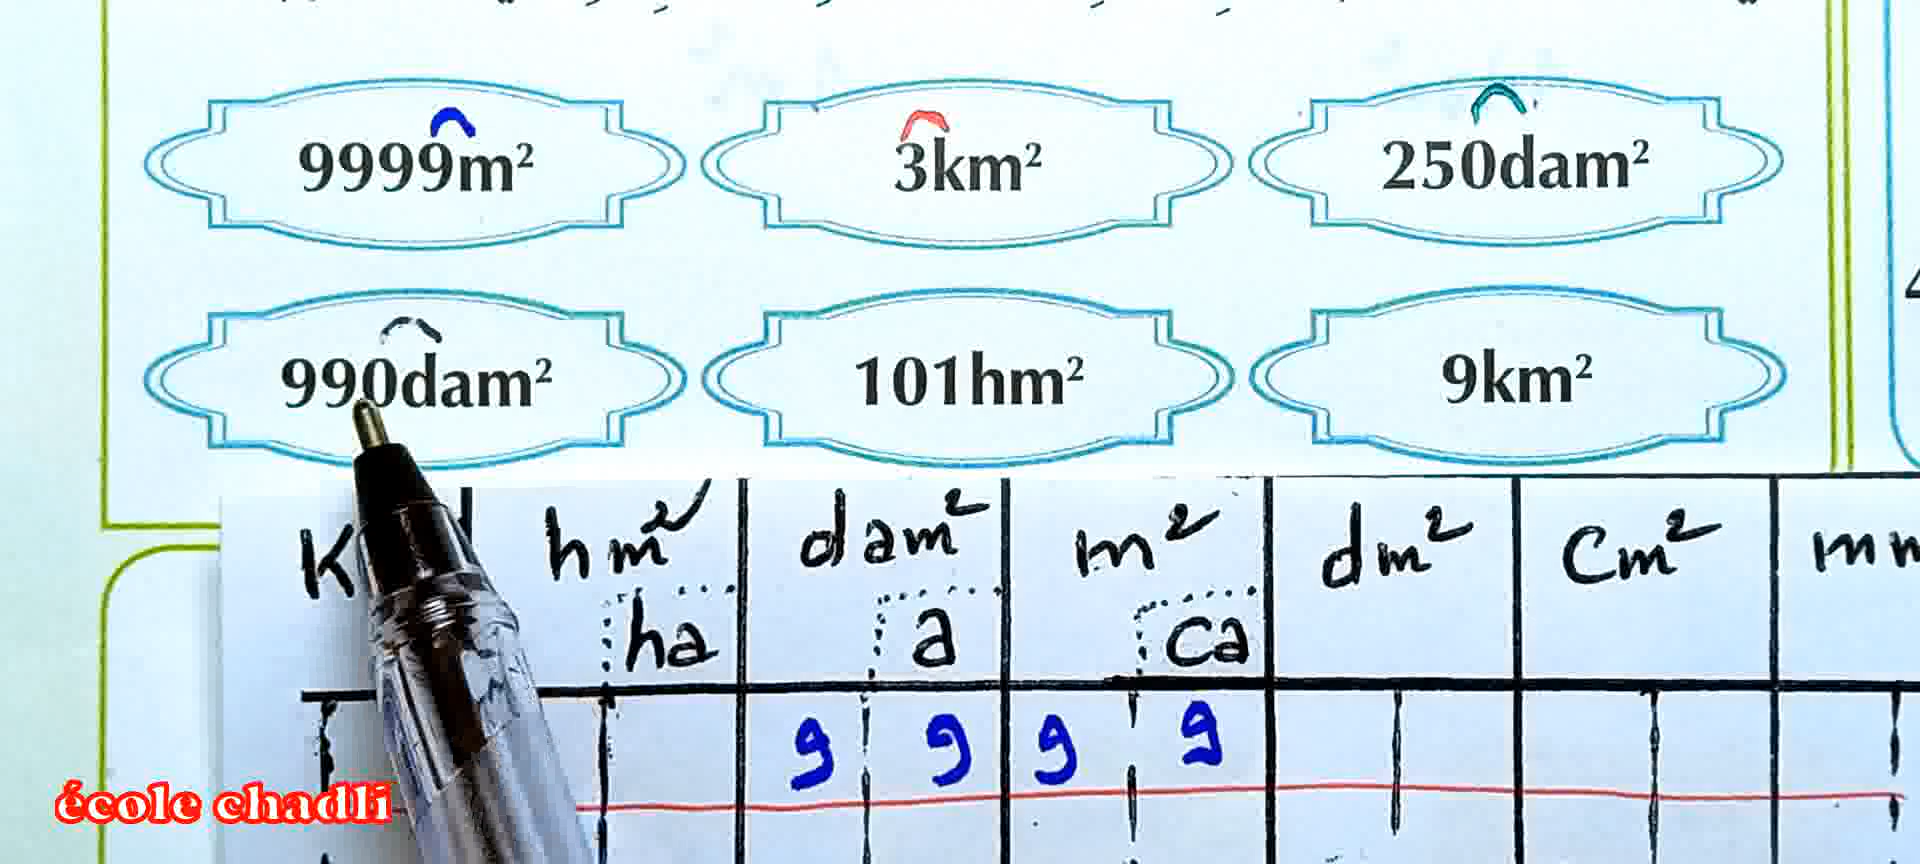 9999m² 3km² 250dam²
990dam² 101hm² 9km²
hm² dam² m² dm² cm²
ha a ca
9 9 9 9
école chadli